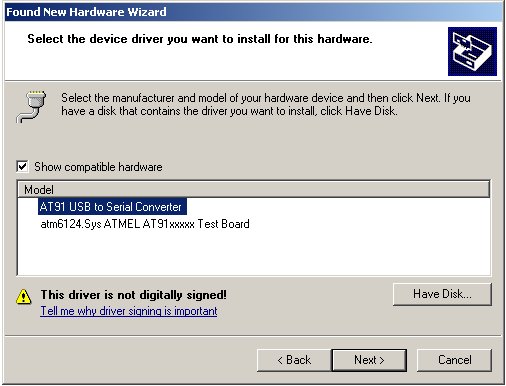 Found New Hardware Wizard
Select the device driver you want to install for this hardware.
Select the manufacturer and model of your hardware device and then click Next. If you
have a disk that contains the driver you want to install, click Have Disk.
Show compatible hardware
Model
AT91 USB to Serial Converter
atm6124.Sys ATMEL AT91xxxxx Test Board
This driver is not digitally signed!
Tell me why driver signing is important
Have Disk...
< Back
Next >
Cancel